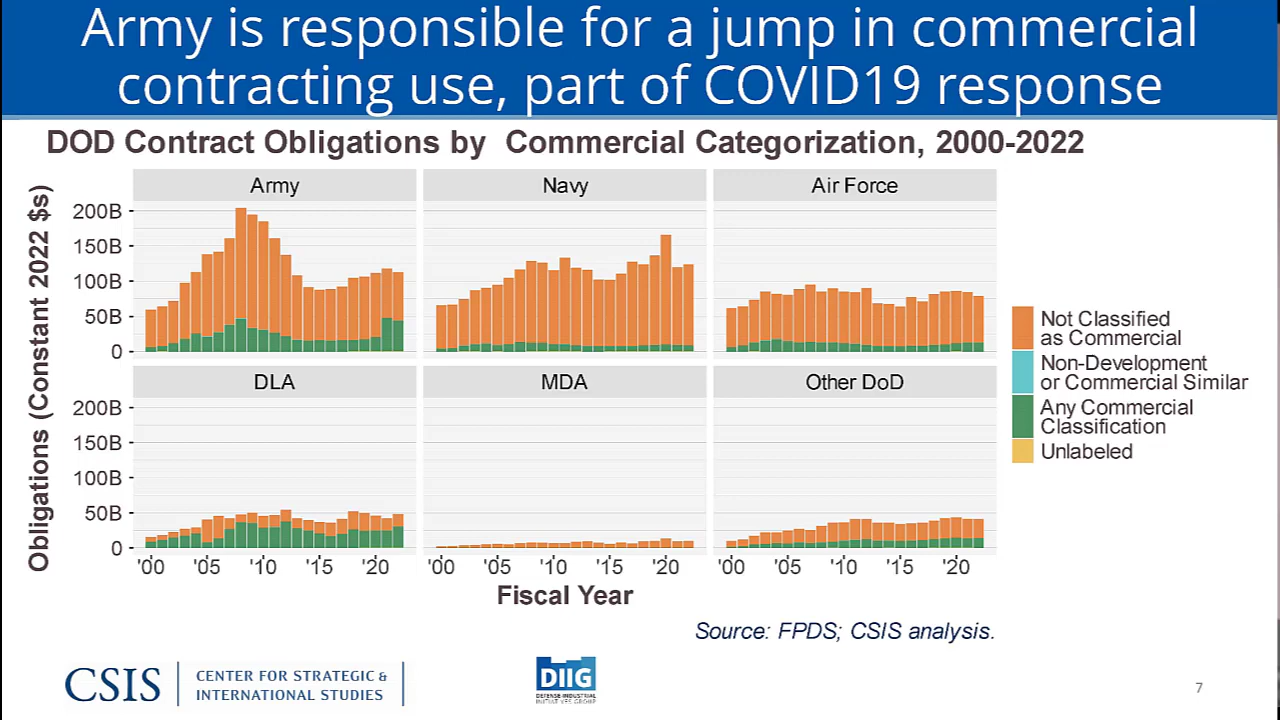 Army is responsible for a jump in commercial
contracting use, part of COVID19 response
DOD Contract Obligations by  Commercial Categorization, 2000-2022
Obligations (Constant 2022 $s)
Army
Navy
Air Force
200B
150B
100B
50B
0
DLA
MDA
Other DoD
200B
150B
100B
50B
0
'00 '05 '10 '15 '20
'00 '05 '10 '15 '20
'00 '05 '10 '15 '20
Fiscal Year
Not Classified
as Commercial
Non-Development
or Commercial Similar
Any Commercial
Classification
Unlabeled
Source: FPDS; CSIS analysis.
CSIS
CENTER FOR STRATEGIC &
INTERNATIONAL STUDIES
DIIG
DEFENSE-INDUSTRIAL
INITIATIVES GROUP
7